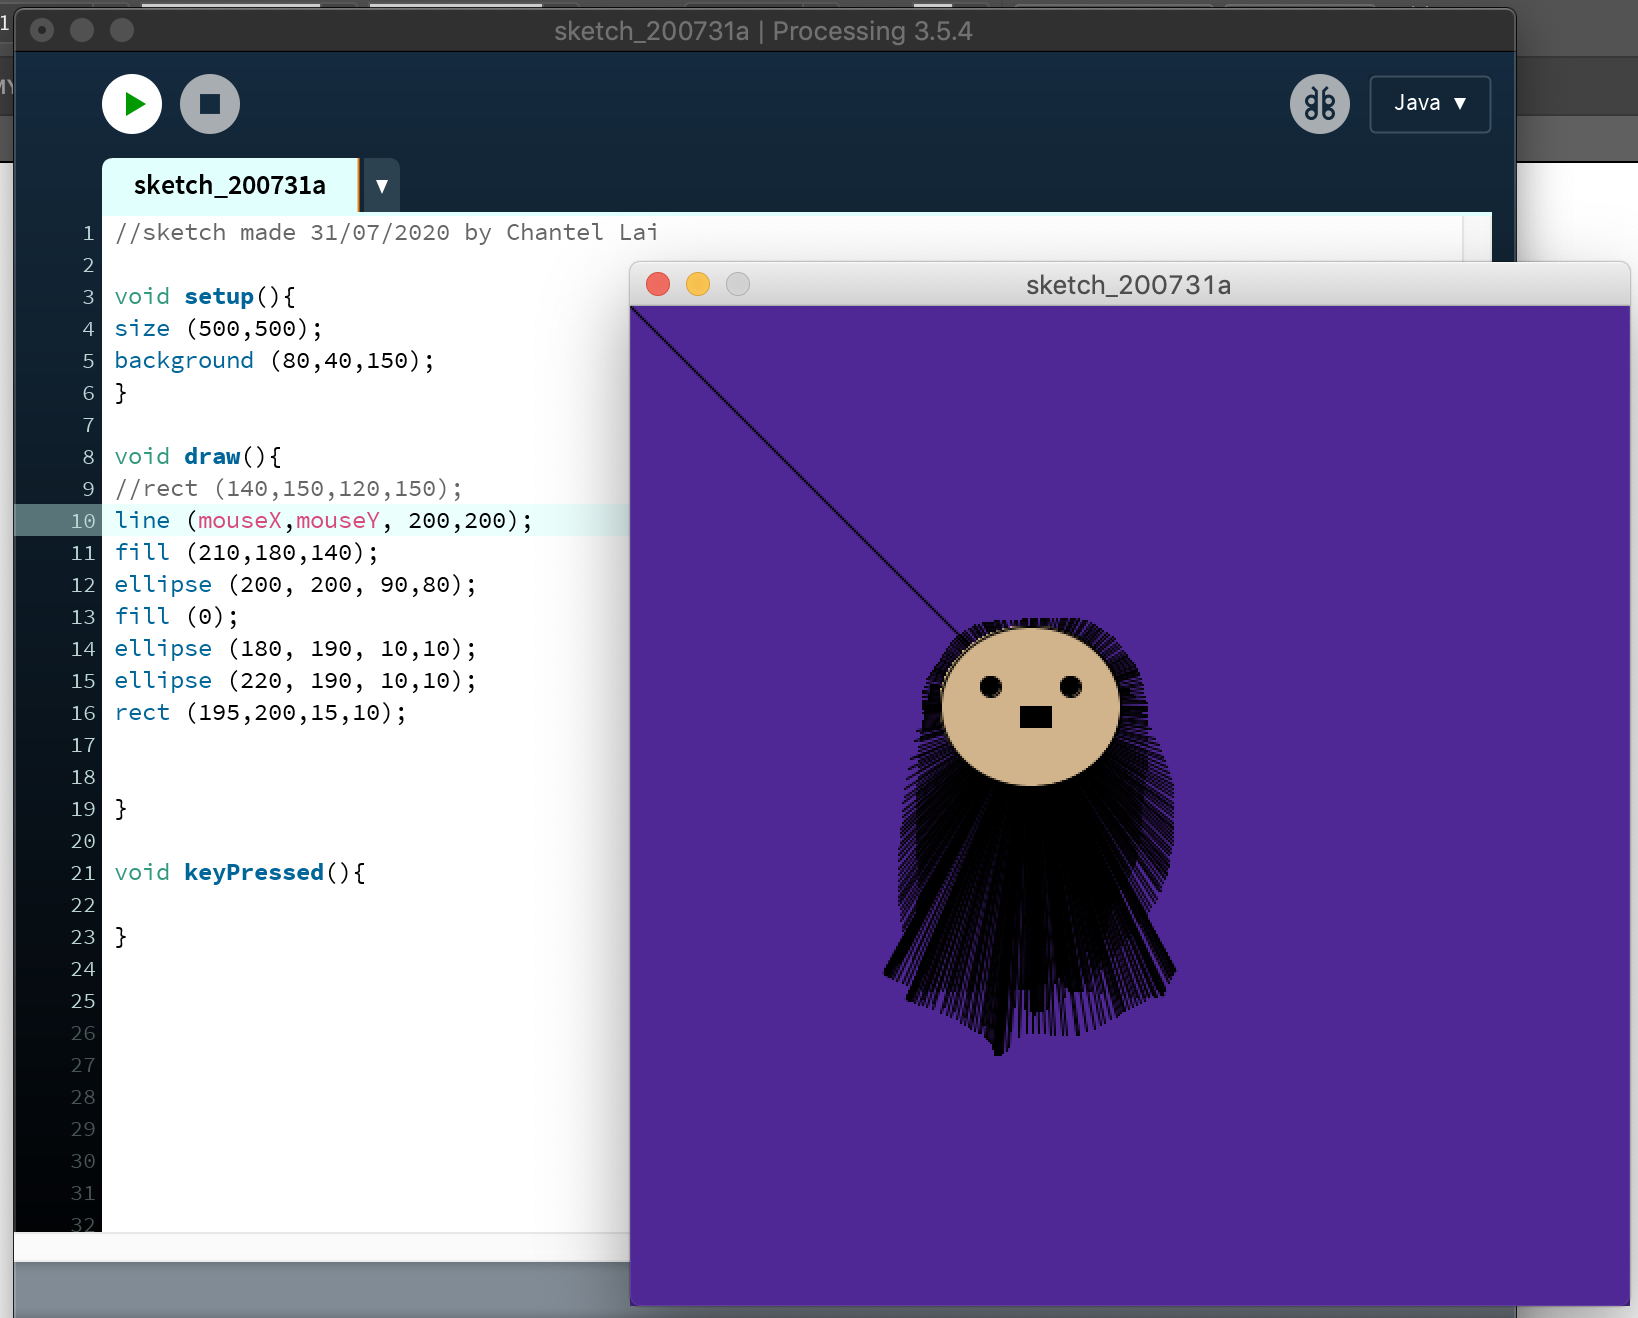 1
MY
sketch_200731a | Processing 3.5.4
Java ▼
sketch_200731a ▼
1 //sketch made 31/07/2020 by Chantel Lai
2
3 void setup(){
4 size (500,500);
5 background (80,40,150);
6 }
7
8 void draw(){
9 //rect (140,150,120,150);
10 line (mouseX,mouseY, 200,200);
11 fill (210,180,140);
12 ellipse (200, 200, 90,80);
13 fill (0);
14 ellipse (180, 190, 10,10);
15 ellipse (220, 190, 10,10);
16 rect (195,200,15,10);
17
18
19 }
20
21 void keyPressed(){
22
23 }
24
25
26
27
28
29
30
31
32
sketch_200731a